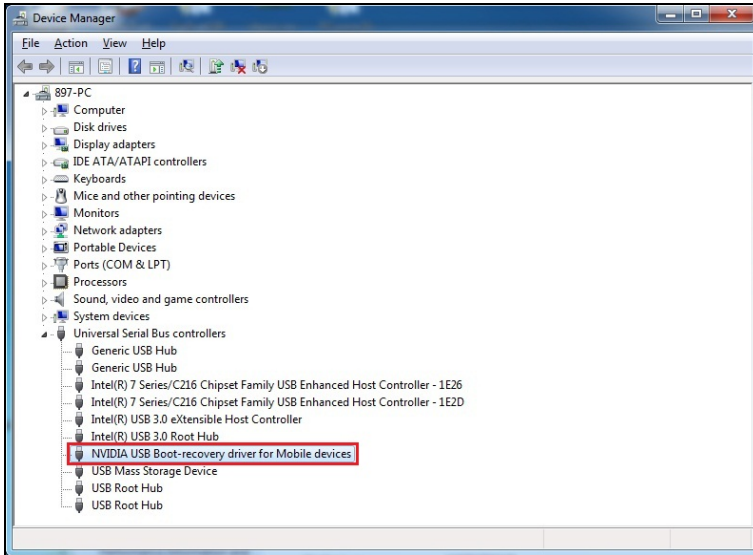 Device Manager
File Action View Help
897-PC
Computer
Disk drives
Display adapters
IDE ATA/ATAPI controllers
Keyboards
Mice and other pointing devices
Monitors
Network adapters
Portable Devices
Ports (COM & LPT)
Processors
Sound, video and game controllers
System devices
Universal Serial Bus controllers
Generic USB Hub
Generic USB Hub
Intel(R) 7 Series/C216 Chipset Family USB Enhanced Host Controller - 1E26
Intel(R) 7 Series/C216 Chipset Family USB Enhanced Host Controller - 1E2D
Intel(R) USB 3.0 eXtensible Host Controller
Intel(R) USB 3.0 Root Hub
NVIDIA USB Boot-recovery driver for Mobile devices
USB Mass Storage Device
USB Root Hub
USB Root Hub